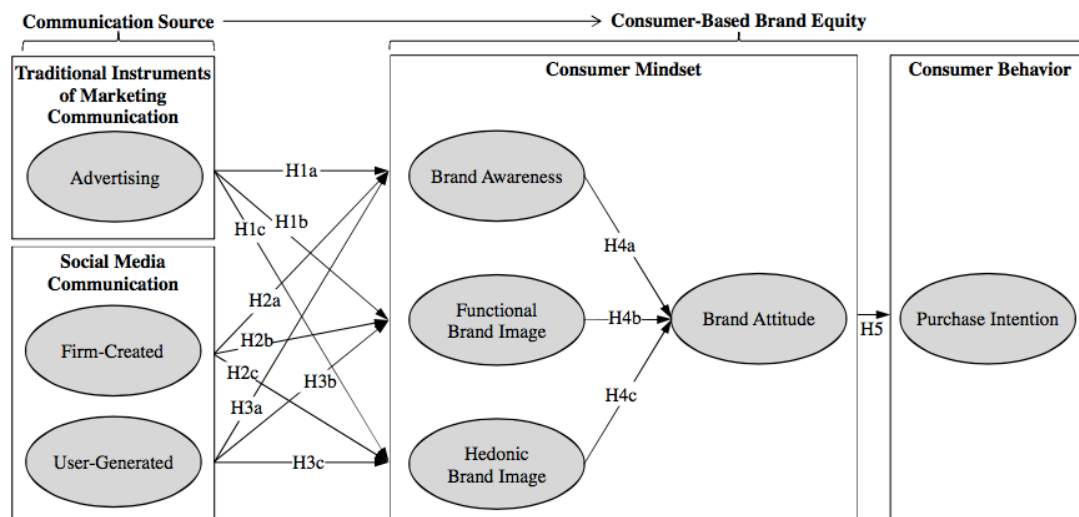 Communication Source
Consumer-Based Brand Equity
Traditional Instruments
of Marketing
Communication
Advertising
Social Media
Communication
Firm-Created
User-Generated
H1a
H1b
H1c
H2a
H2b
H2c
H3b
H3a
H3c
Consumer Mindset
Brand Awareness
Functional
Brand Image
Hedonic
Brand Image
H4a
H4b
H4c
Brand Attitude
H5
Consumer Behavior
Purchase Intention